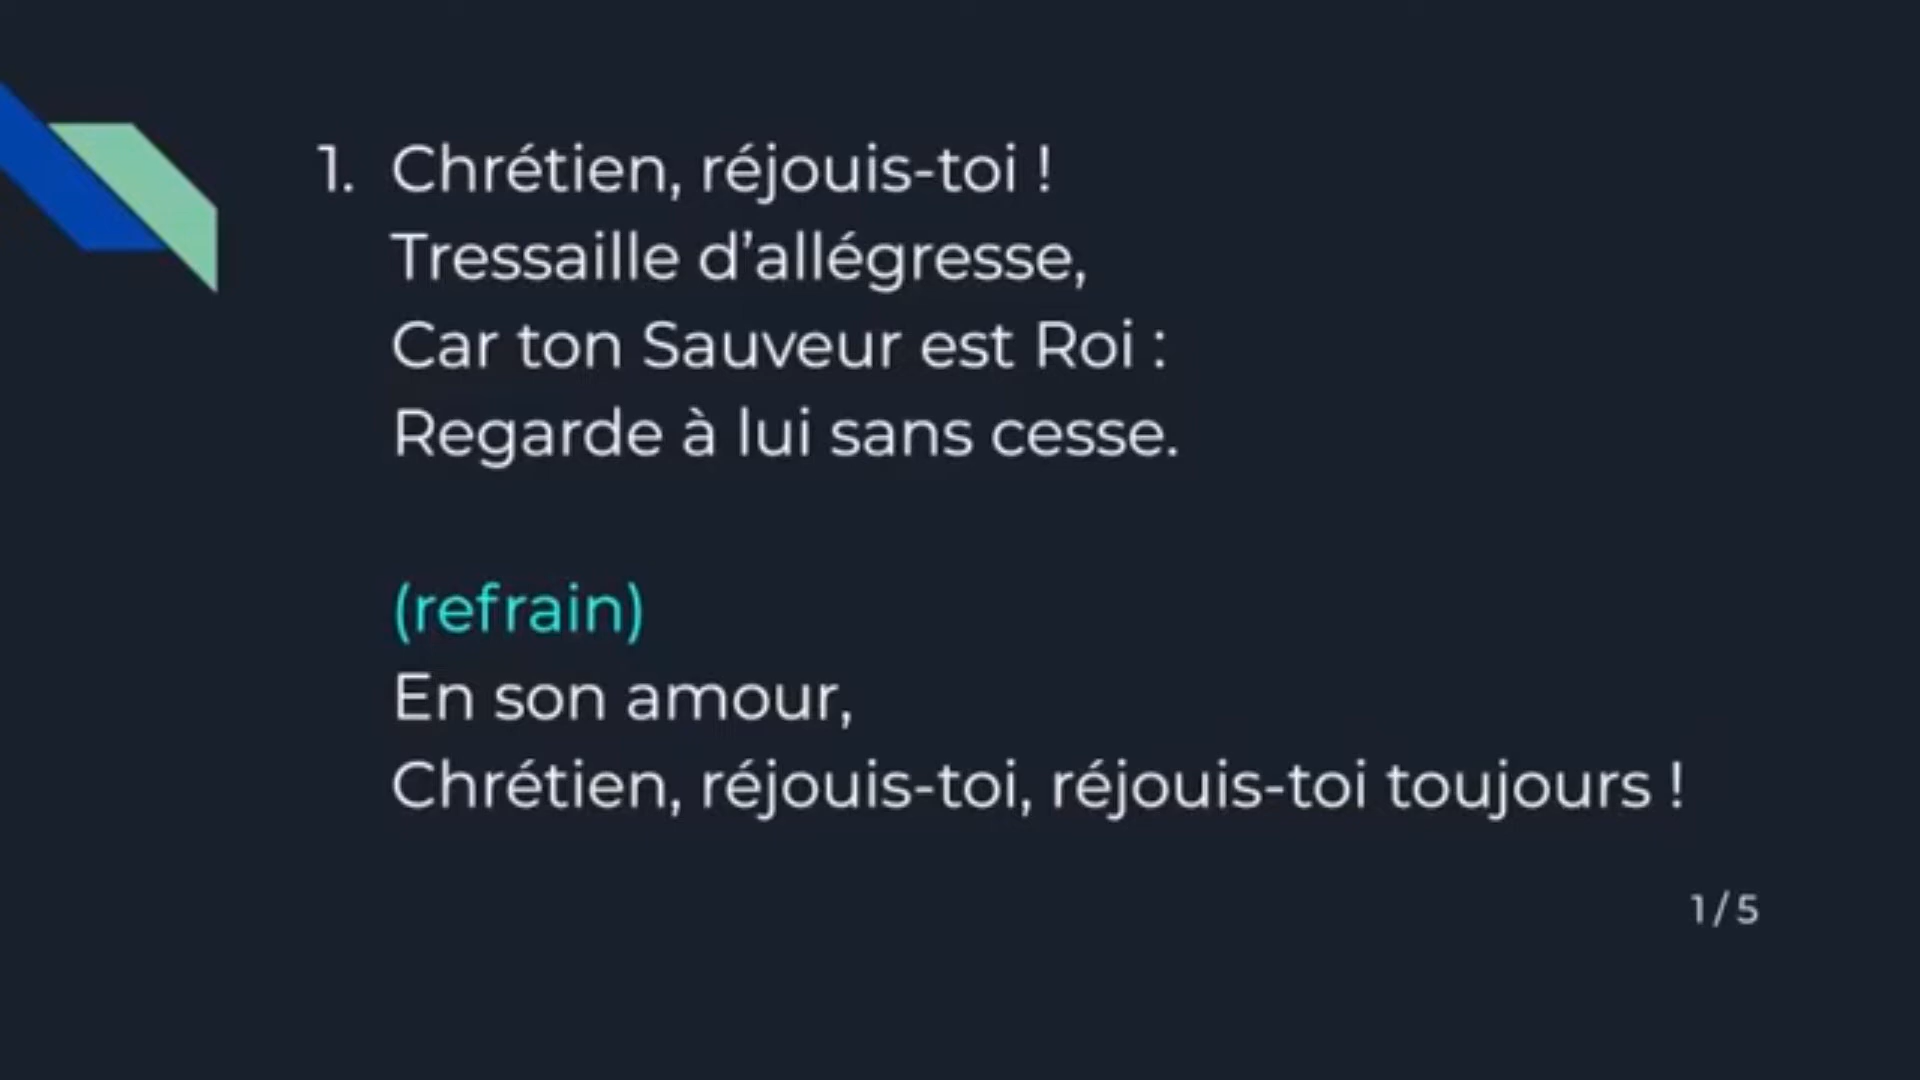 1. Chrétien, réjouis-toi !
Tressaille d’allégresse,
Car ton Sauveur est Roi :
Regarde à lui sans cesse.
(refrain)
En son amour,
Chrétien, réjouis-toi, réjouis-toi toujours !
1 / 5